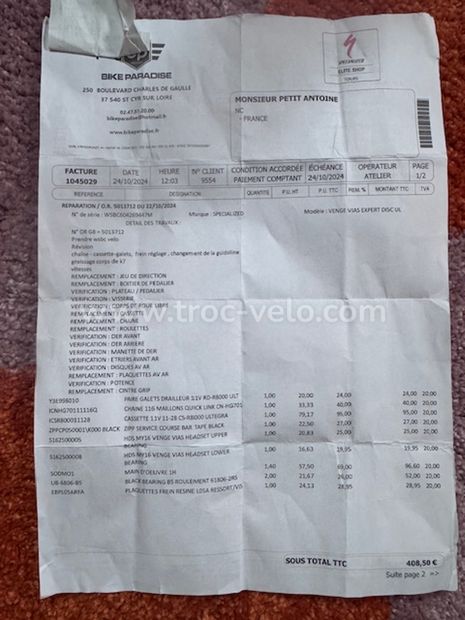 BIKE PARADISE
250 BOULEVARD CHARLES DE GAULLE
37 540 ST CYR SUR LOIRE
02.47.51.20.00
bikeparadise@hotmail.fr
www.bikeparadise.fr
SPECIALIZED
ELITE SHOP
TOURS
MONSIEUR PETIT ANTOINE
NC
- FRANCE
FACTURE DATE HEURE N° CLIENT CONDITION ACCORDÉE ÉCHÉANCE OPERATEUR PAGE
1045029 24/10/2024 12:03 9554 PAIEMENT COMPTANT 24/10/2024 ATELIER 1/2
REFERENCE DESIGNATION QUANTITE P.U. HT P.U. TTC REM.% MONTANT TTC TVA
REPARATION / O.R. 5013712 DU 22/10/2024
N° de série : WSBC604269447M Marque : SPECIALIZED Modèle : VENGE VIAS EXPERT DISC UL
DETAIL DES TRAVAUX :
N° OR GB = 5013712
Prendre wsbc velo
Révision
chaîne - cassette-galets, frein réglage , changement de la guidoline
graissage corps de k7
vitesses
REMPLACEMENT : JEU DE DIRECTION
REMPLACEMENT : BOITIER DE PÉDALIER
VERIFICATION : PLATEAU / PEDALIER
VERIFICATION : VISSERIE
VERIFICATION : CORPS DE ROUE LIBRE
REMPLACEMENT : CASSETTE
REMPLACEMENT : CHAINE
REMPLACEMENT : ROULETTES
VERIFICATION : DER AVANT
VERIFICATION : DER ARRIERE
VERIFICATION : MANETTE DE DER
VERIFICATION : ETRIERS AVANT AR
VERIFICATION : DISQUES AV AR
REMPLACEMENT : PLAQUETTES AV AR
VERIFICATION : POTENCE
REMPLACEMENT : CINTRE GRIP
www.troc-velo.com
Y3E998010 PAIRE GALETS DRAILLEUR 11V RD-R8000 ULT 1,00 20,00 24,00 24,00 20,00
ICNHG70111116Q CHAINE 116 MAILLONS QUICK LINK CN-HG701 1,00 33,33 40,00 40,00 20,00
ICSR800011128 CASSETTE 11V 11-28 CS-R8000 ULTEGRA 1,00 79,17 95,00 95,00 20,00
ZPPCP050001VK000 BLACK ZIPP SERVICE COURSE BAR TAPE BLACK 1,00 22,50 27,00 27,00 20,00
S162500005 HDS MY16 VENGE VIAS HEADSET UPPER 1,00 20,83 25,00 25,00 20,00
BEARING
S162500008 HDS MY16 VENGE VIAS HEADSET LOWER 1,00 16,63 19,95 19,95 20,00
BEARING
SODMO1 MAIN D'OEUVRE 1H 1,40 57,50 69,00 96,60 20,00
UB-6806-B5 BLACK BEARING B5 ROULEMENT 61806-2RS 2,00 21,67 26,00 52,00 20,00
EBPL05ARXA PLAQUETTES FREIN RESINE L05A RESSORT/VIS 1,00 24,13 28,95 28,95 20,00
SOUS TOTAL TTC 408,50 €
Suite page 2 =>